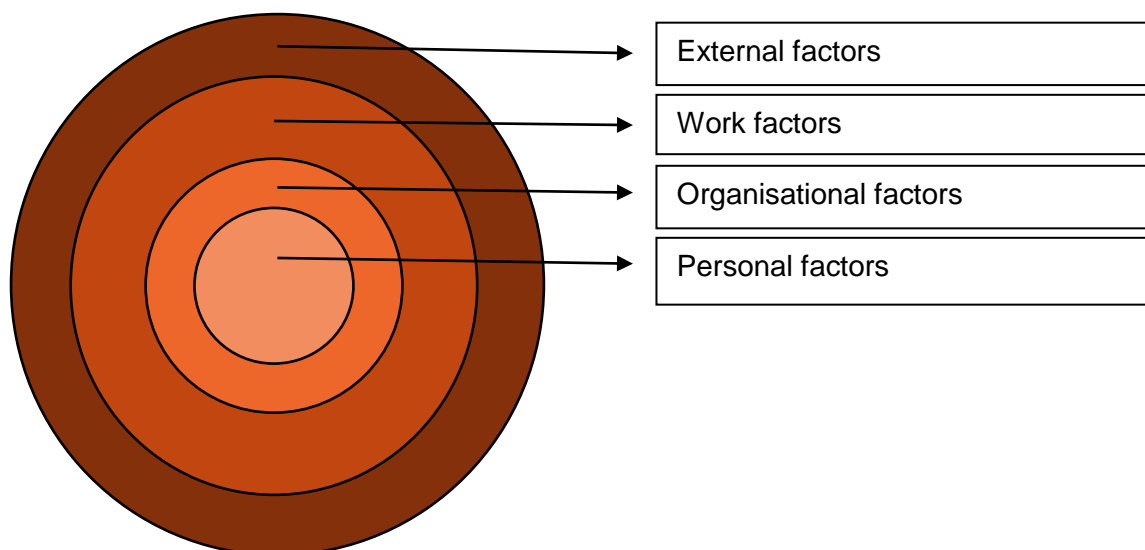 External factors
Work factors
Organisational factors
Personal factors